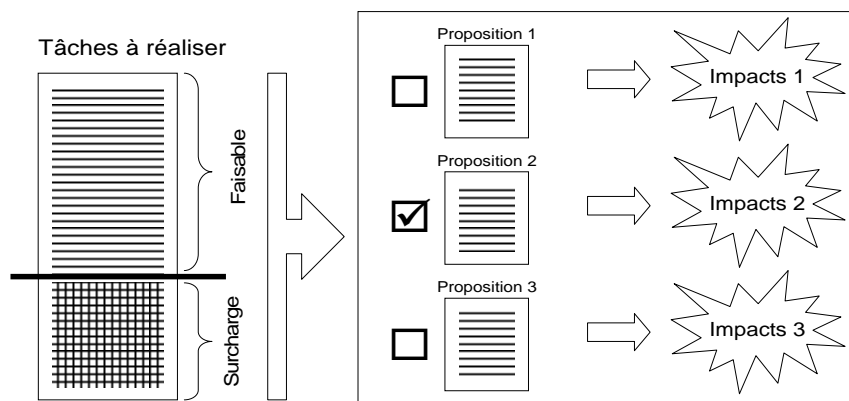 Tâches à réaliser
Faisable
Surcharge
Proposition 1
Impacts 1
Proposition 2
Impacts 2
Proposition 3
Impacts 3